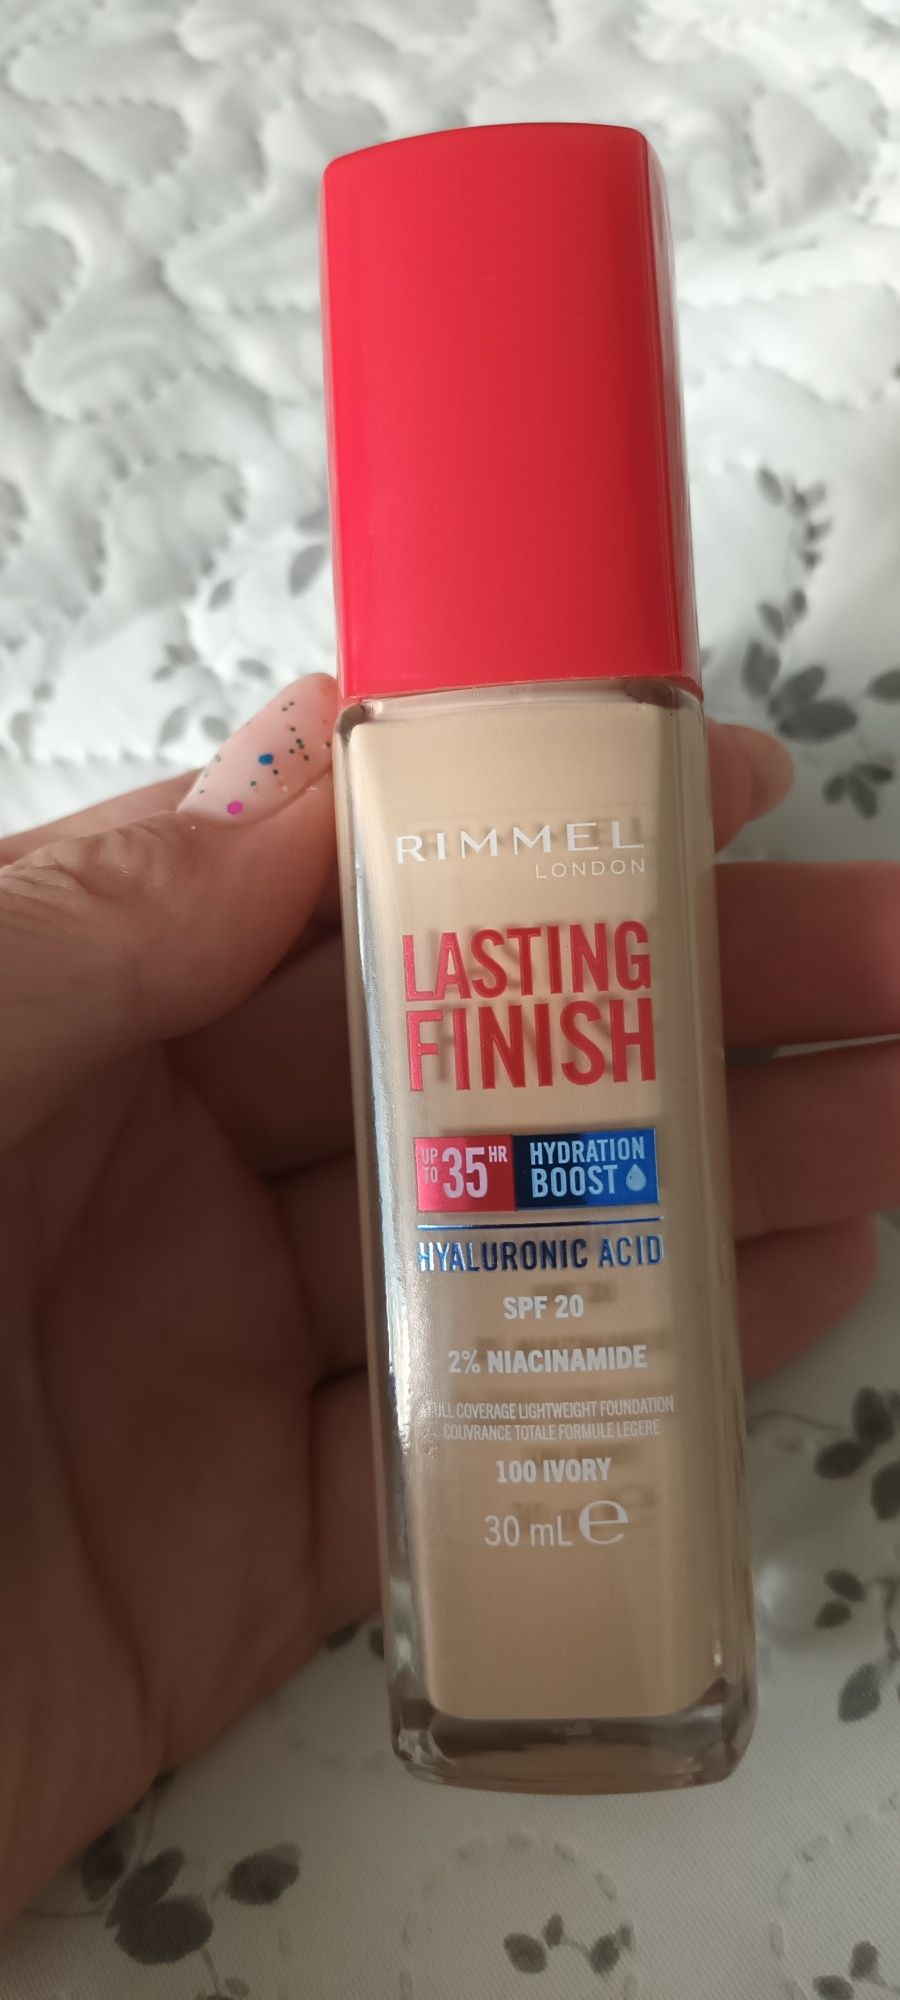 RIMMEL
LONDON
LASTING
FINISH
UP TO 35 HR HYDRATION BOOST
HYALURONIC ACID
SPF 20
2% NIACINAMIDE
FULL COVERAGE LIGHTWEIGHT FOUNDATION
COUVRANCE TOTALE FORMULE LEGERE
100 IVORY
30 mL e